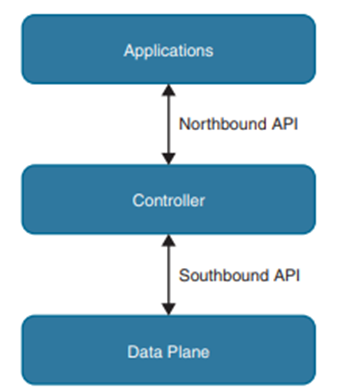 Applications
Northbound API
Controller
Southbound API
Data Plane